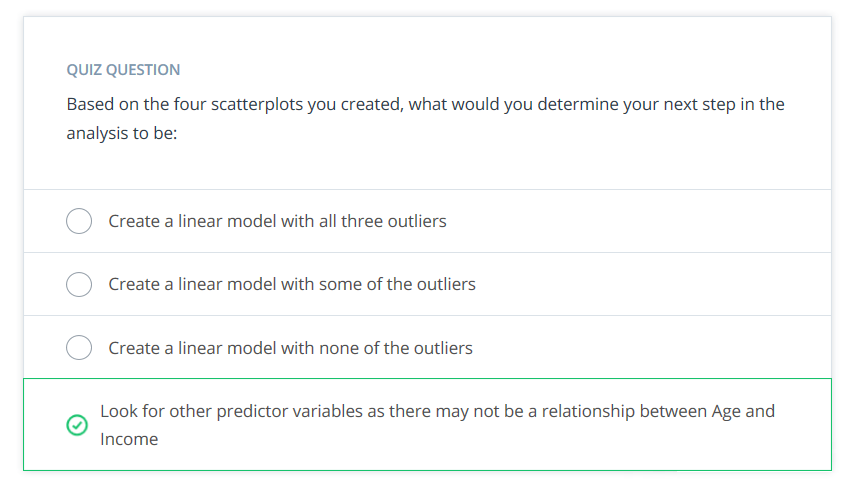 QUIZ QUESTION
Based on the four scatterplots you created, what would you determine your next step in the
analysis to be:
Create a linear model with all three outliers
Create a linear model with some of the outliers
Create a linear model with none of the outliers
Look for other predictor variables as there may not be a relationship between Age and
Income